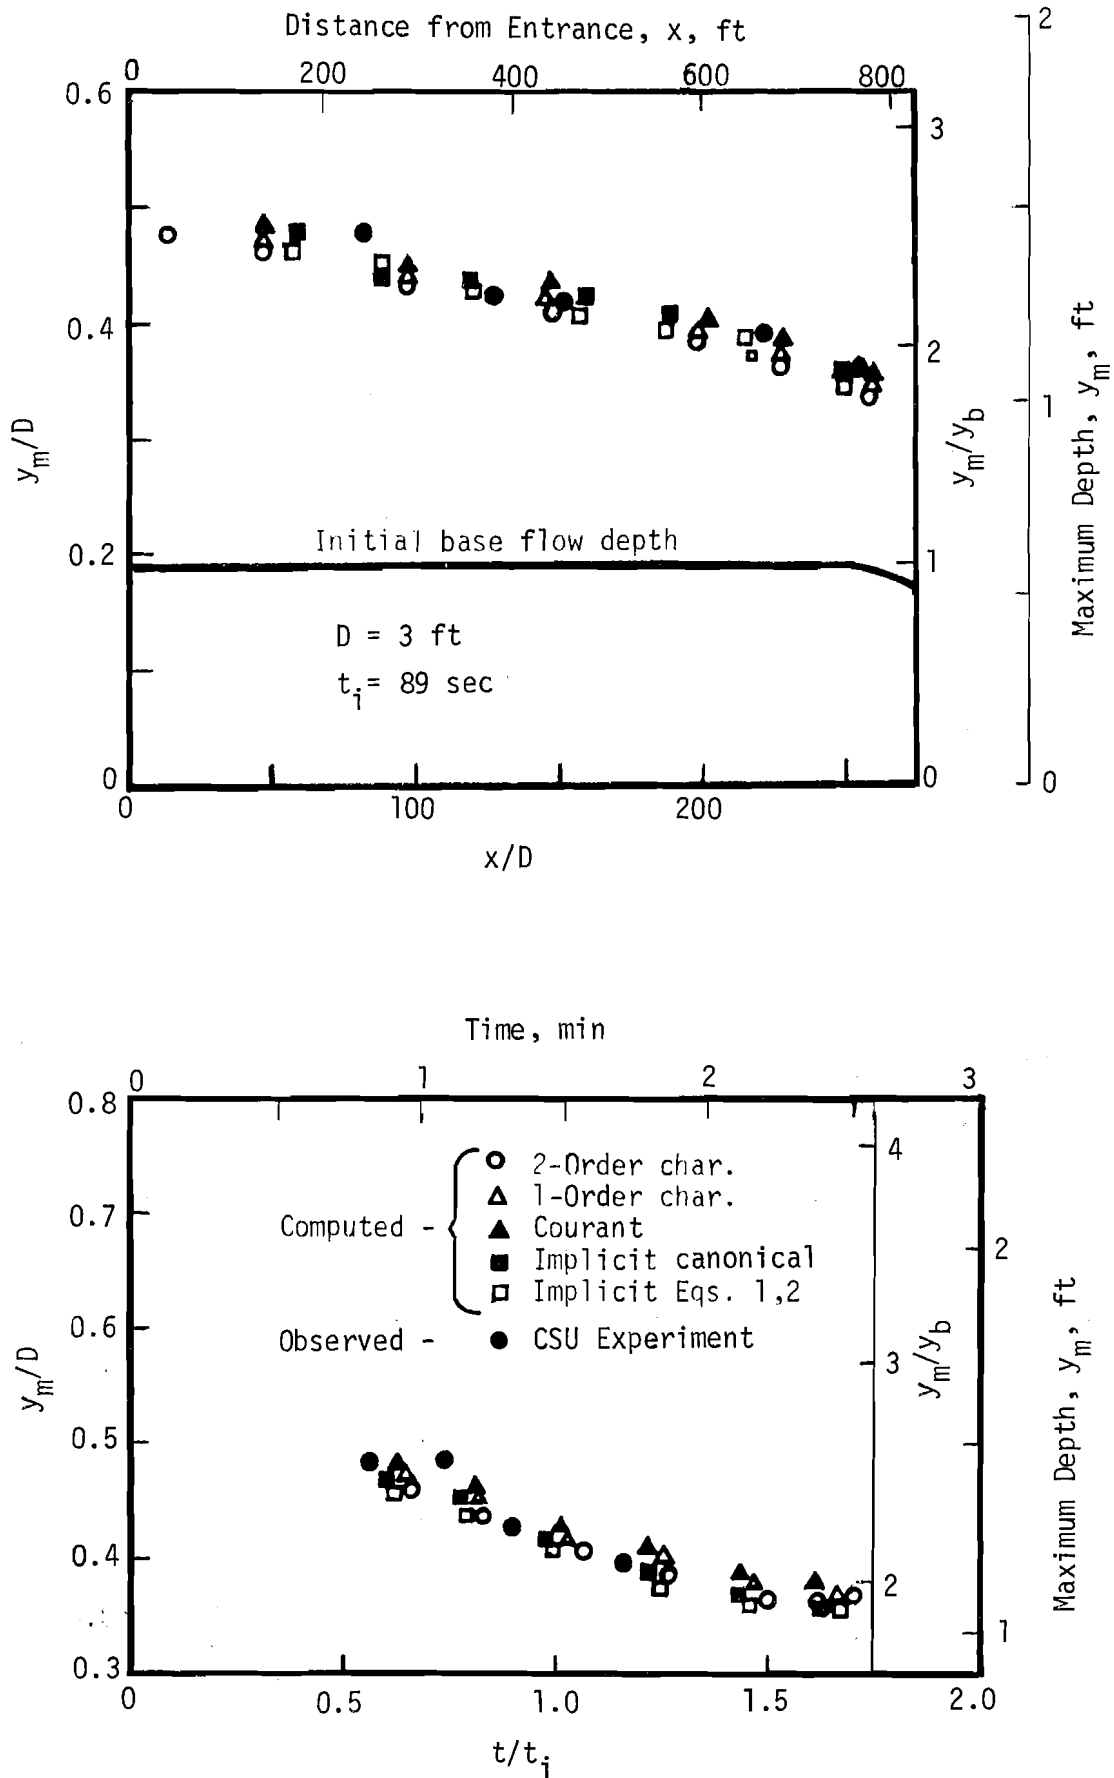 Distance from Entrance, x, ft
0 200 400 600 800
0.6
0.4
0.2
0
y_m/D
3
2
1
0
y_m/y_b
2
1
0
Maximum Depth, y_m, ft
Initial base flow depth
D = 3 ft
t_i = 89 sec
0 100 200
x/D
Time, min
0 1 2 3
0.8
0.7
0.6
0.5
0.4
0.3
y_m/D
Computed -
2-Order char.
1-Order char.
Courant
Implicit canonical
Implicit Eqs. 1,2
Observed - CSU Experiment
4
3
2
y_m/y_b
2
1
Maximum Depth, y_m, ft
0 0.5 1.0 1.5 2.0
t/t_i